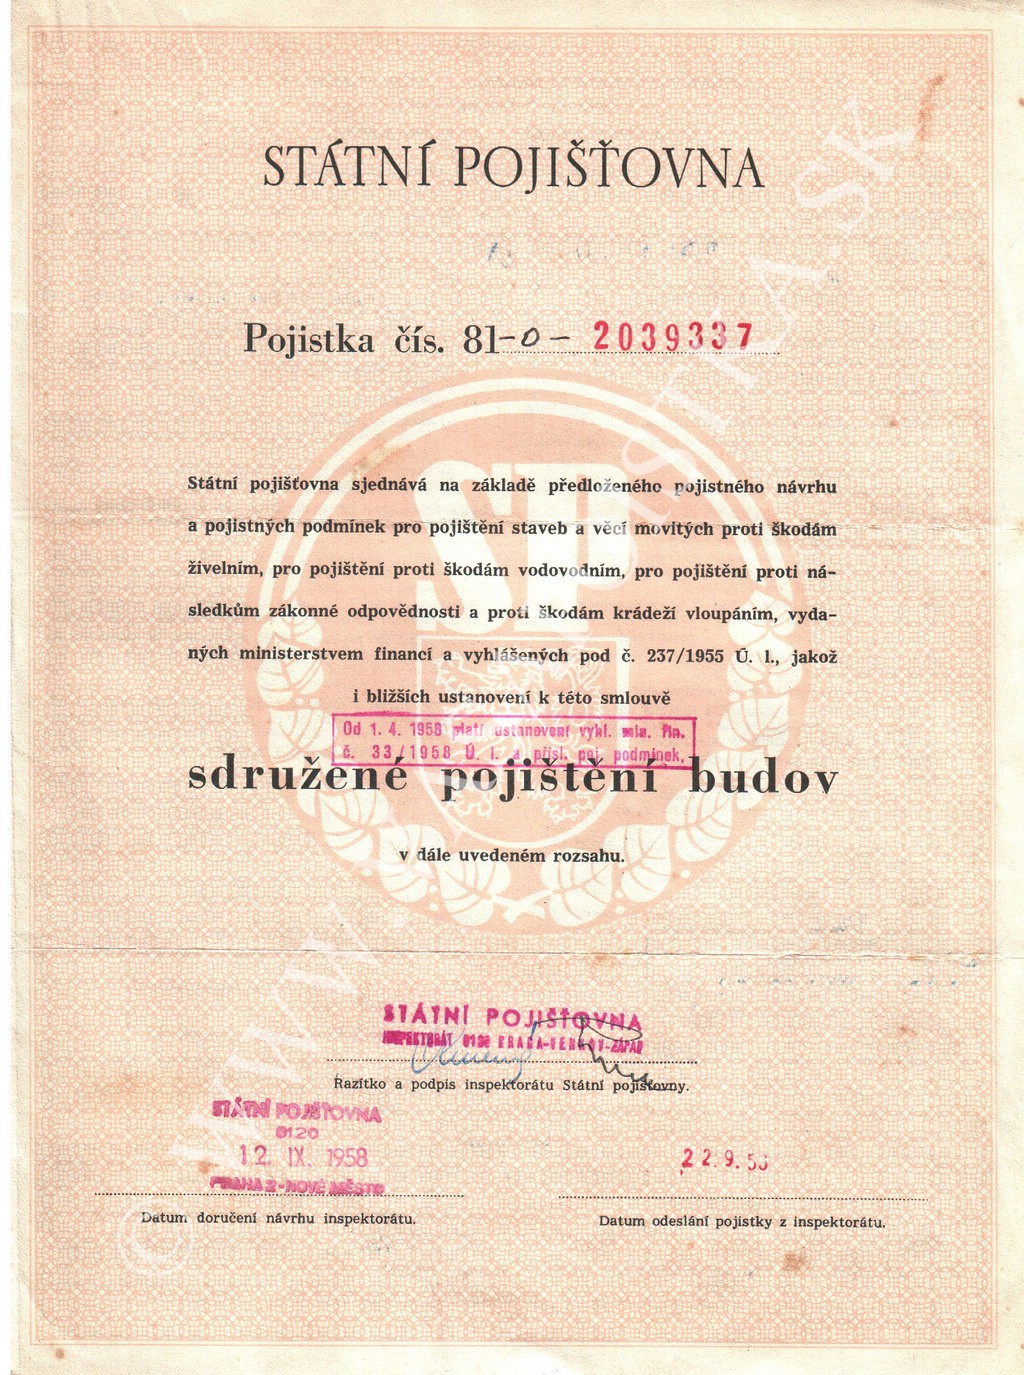 STÁTNÍ POJIŠŤOVNA
Pojistka čís. 81-0- 2039337
SP
Státní pojišťovna sjednává na základě předloženého pojistného návrhu
a pojistných podmínek pro pojištění staveb a věcí movitých proti škodám
živelním, pro pojištění proti škodám vodovodním, pro pojištění proti ná-
sledkům zákonné odpovědnosti a proti škodám krádeží vloupáním, vyda-
ných ministerstvem financí a vyhlášených pod č. 237/1955 Ú. l., jakož
i bližších ustanovení k této smlouvě
Od 1. 4. 1958 platí ustanovení vyhl. min. fin.
č. 33/1958 Ú. l. a přísl. poj. podmínek.
sdružené pojištění budov
v dále uvedeném rozsahu.
STÁTNÍ POJIŠŤOVNA
INSPEKTORÁT PRAHA-VENKOV-ZÁPAD
Razítko a podpis inspektorátu Státní pojišťovny.
STÁTNÍ POJIŠŤOVNA
0120
12. IX. 1958
PRAHA 2-NOVÉ MĚSTO
22.9.58
Datum doručení návrhu inspektorátu.
Datum odeslání pojistky z inspektorátu.